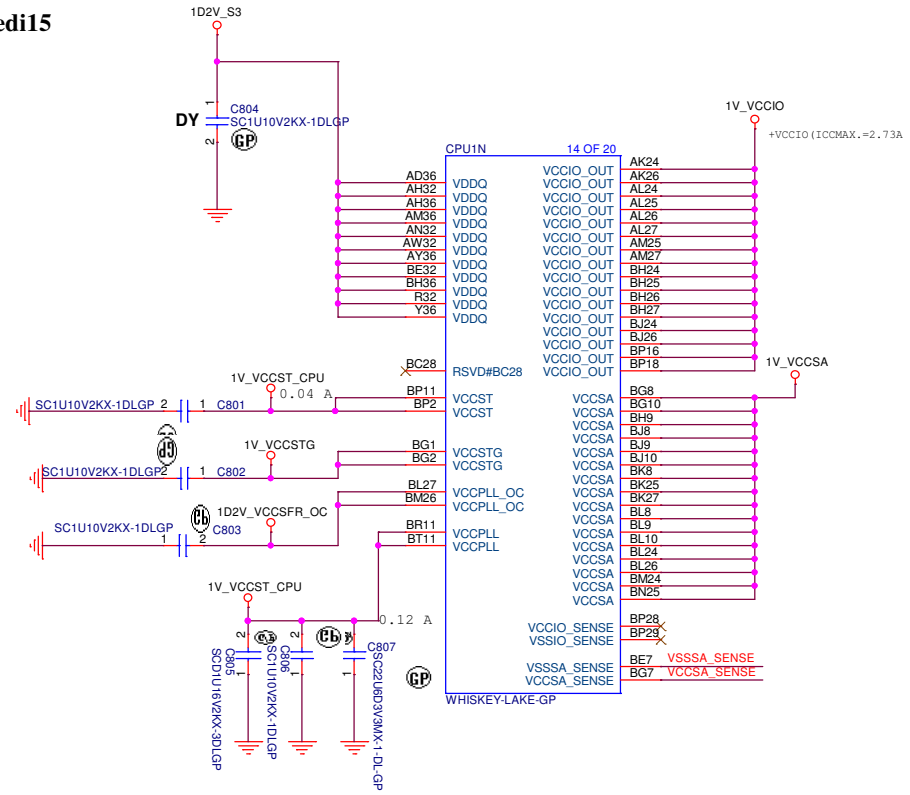 edi15
1D2V_S3
1
C804
SC1U10V2KX-1DLGP
DY
2
GP
1V_VCCIO
+VCCIO(ICCMAX.=2.73A
CPU1N
14 OF 20
AD36 VDDQ
AH32 VDDQ
AH36 VDDQ
AM36 VDDQ
AN32 VDDQ
AW32 VDDQ
AY36 VDDQ
BE32 VDDQ
BH36 VDDQ
R32 VDDQ
Y36 VDDQ
VCCIO_OUT AK24
VCCIO_OUT AK26
VCCIO_OUT AL24
VCCIO_OUT AL25
VCCIO_OUT AL26
VCCIO_OUT AL27
VCCIO_OUT AM25
VCCIO_OUT AM27
VCCIO_OUT BH24
VCCIO_OUT BH25
VCCIO_OUT BH26
VCCIO_OUT BH27
VCCIO_OUT BJ24
VCCIO_OUT BJ26
VCCIO_OUT BP16
VCCIO_OUT BP18
BC28 RSVD#BC28
1V_VCCSA
1V_VCCST_CPU
0.04 A
BP11 VCCST
BP2 VCCST
SC1U10V2KX-1DLGP 2 1 C801
1V_VCCSTG
BG1 VCCSTG
BG2 VCCSTG
SC1U10V2KX-1DLGP 2 1 C802
1D2V_VCCSFR_OC
BL27 VCCPLL_OC
BM26 VCCPLL_OC
SC1U10V2KX-1DLGP 1 2 C803
BR11 VCCPLL
BT11 VCCPLL
VCCSA BG8
VCCSA BG10
VCCSA BH9
VCCSA BJ8
VCCSA BJ9
VCCSA BJ10
VCCSA BK8
VCCSA BK25
VCCSA BK27
VCCSA BL8
VCCSA BL9
VCCSA BL10
VCCSA BL24
VCCSA BL26
VCCSA BM24
VCCSA BN25
1V_VCCST_CPU
0.12 A
2 1 C805
SCD1U16V2KX-3DLGP
2 1 C806
SC1U10V2KX-1DLGP
1 C807
SC22U6D3V3MX-1-DL-GP
GP
VCCIO_SENSE BP28
VSSIO_SENSE BP29
VSSSA_SENSE BE7 VSSSA_SENSE
VCCSA_SENSE BG7 VCCSA_SENSE
WHISKEY-LAKE-GP